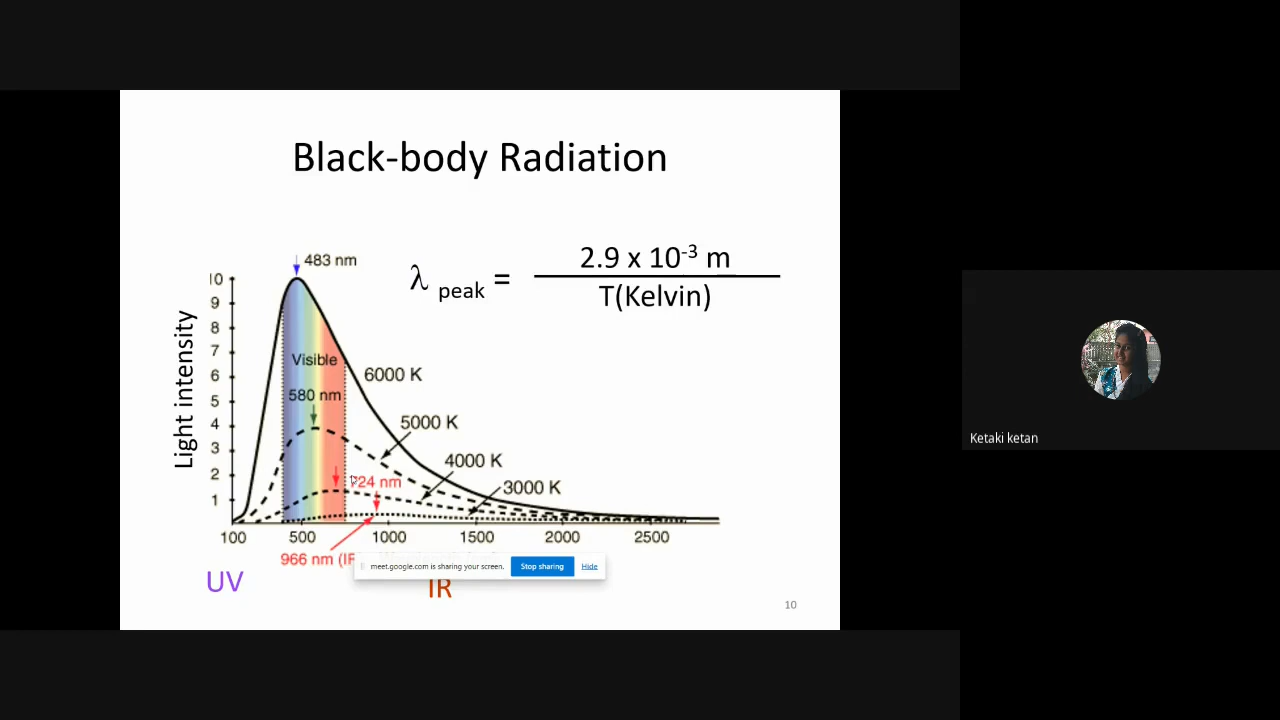 Black-body Radiation
λ peak = 2.9 x 10-3 m
T(Kelvin)
483 nm
Light intensity
10
9
8
7
6
5
4
3
2
1
Visible
580 nm
6000 K
5000 K
4000 K
724 nm
3000 K
100 500 1000 1500 2000 2500
966 nm (IR
meet.google.com is sharing your screen. Stop sharing Hide
UV
IR
10
Ketaki ketan